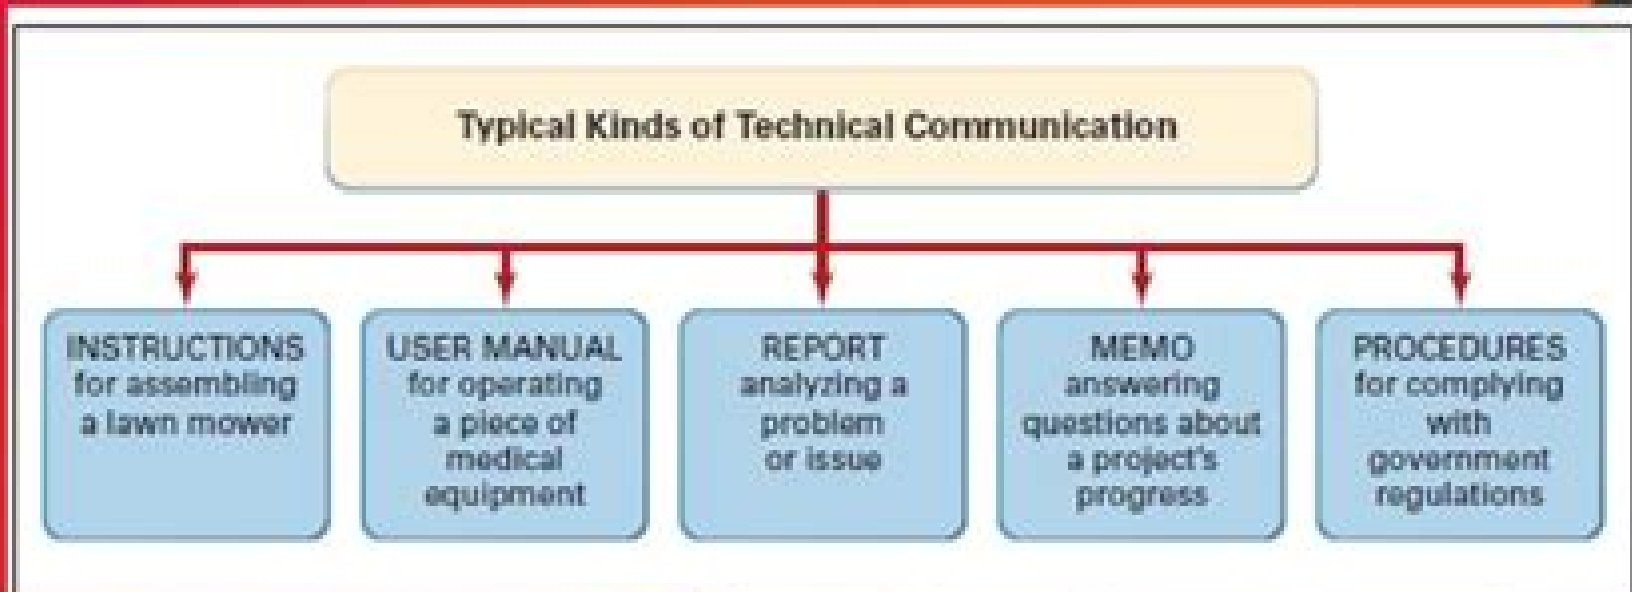 Typical Kinds of Technical Communication
INSTRUCTIONS
for assembling
a lawn mower
USER MANUAL
for operating
a piece of
medical
equipment
REPORT
analyzing a
problem
or issue
MEMO
answering
questions about
a project's
progress
PROCEDURES
for complying
with
government
regulations